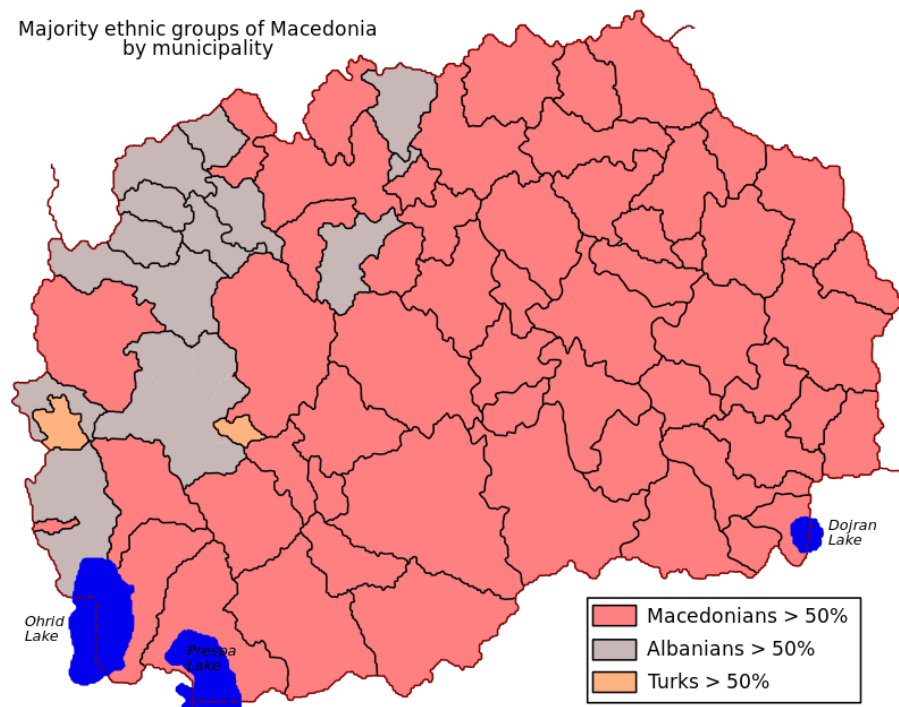 Majority ethnic groups of Macedonia
by municipality
Dojran
Lake
Ohrid
Lake
Prespa
Lake
Macedonians > 50%
Albanians > 50%
Turks > 50%